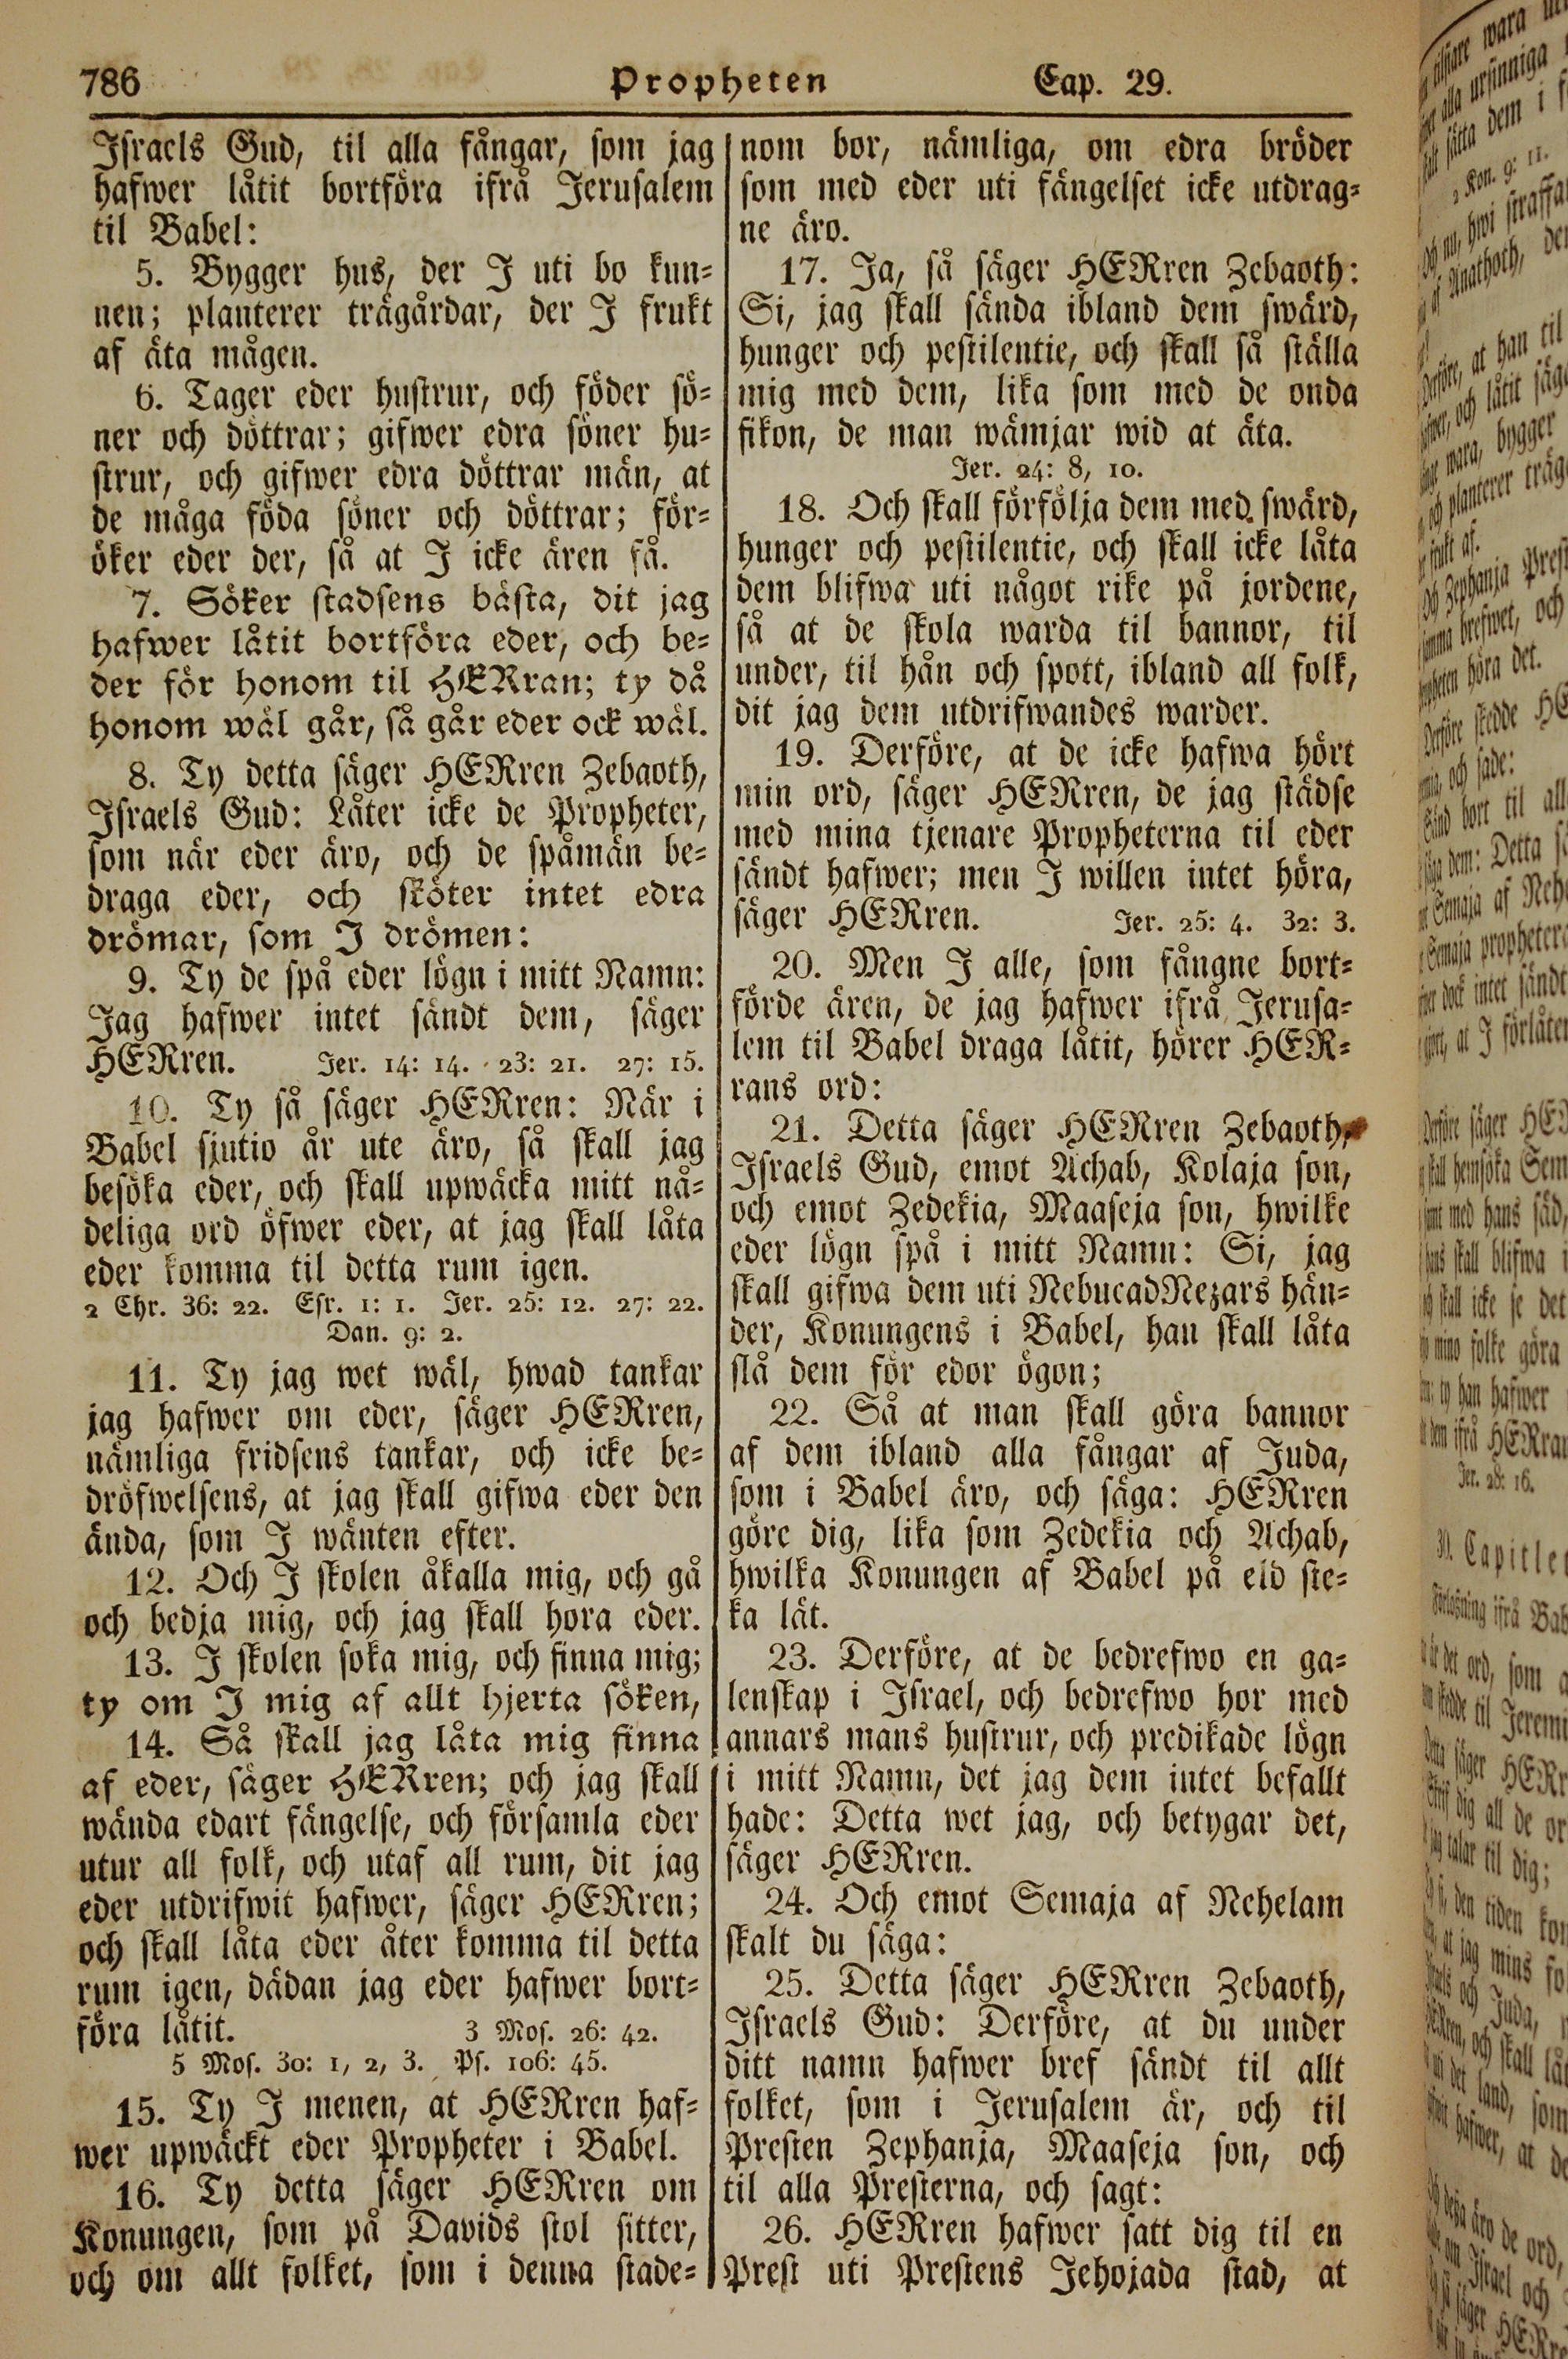 786 Propheten Cap. 29.
Israels Gud, til alla fångar, som jag
hafwer låtit bortföra ifrå Jerusalem
til Babel:
5. Bygger hus, der I uti bo kun-
nen; planterer trägårdar, der I frukt
af äta mågen.
6. Tager eder hustrur, och föder sö-
ner och döttrar; gifwer edra söner hu-
strur, och gifwer edra döttrar män, at
de måga föda söner och döttrar; för-
öker eder der, så at I icke ären få.
7. Söker stadsens bästa, dit jag
hafwer låtit bortföra eder, och be-
der för honom til HERran; ty då
honom wäl går, så går eder ock wäl.
8. Ty detta säger HERren Zebaoth,
Israels Gud: Låter icke de Propheter,
som när eder äro, och de spåmän be-
draga eder, och sköter intet edra
drömar, som I drömen:
9. Ty de spå eder lögn i mitt Namn:
Jag hafwer intet sändt dem, säger
HERren. Jer. 14: 14. 23: 21. 27: 15.
10. Ty så säger HERren: När i
Babel sjutio år ute äro, så skall jag
besöka eder, och skall upwäcka mitt nå-
deliga ord öfwer eder, at jag skall låta
eder komma til detta rum igen.
2 Chr. 36: 22. Esr. 1: 1. Jer. 25: 12. 27: 22.
Dan. 9: 2.
11. Ty jag wet wäl, hwad tankar
jag hafwer om eder, säger HERren,
nämliga fridsens tankar, och icke be-
dröfwelsens, at jag skall gifwa eder den
ända, som I wänten efter.
12. Och I skolen åkalla mig, och gå
och bedja mig, och jag skall hora eder.
13. I skolen soka mig, och finna mig;
ty om I mig af allt hjerta söken,
14. Så skall jag låta mig finna
af eder, säger HERren; och jag skall
wända edart fängelse, och församla eder
utur all folk, och utaf all rum, dit jag
eder utdrifwit hafwer, säger HERren;
och skall låta eder åter komma til detta
rum igen, dädan jag eder hafwer bort-
föra låtit. 3 Mos. 26: 42.
5 Mos. 30: 1, 2, 3. Ps. 106: 45.
15. Ty I menen, at HERren haf-
wer upwäckt eder Propheter i Babel.
16. Ty detta säger HERren om
Konungen, som på Davids stol sitter,
och om allt folket, som i denna stade-
nom bor, nämliga, om edra bröder
som med eder uti fängelset icke utdrag-
ne äro.
17. Ja, så säger HERren Zebaoth:
Si, jag skall sända ibland dem swärd,
hunger och pestilentie, och skall så ställa
mig med dem, lika som med de onda
fikon, de man wämjar wid at äta.
Jer. 24: 8, 10.
18. Och skall förfölja dem med swärd,
hunger och pestilentie, och skall icke låta
dem blifwa uti något rike på jordene,
så at de skola warda til bannor, til
under, til hån och spott, ibland all folk,
dit jag dem utdrifwandes warder.
19. Derföre, at de icke hafwa hört
min ord, säger HERren, de jag städse
med mina tjenare Propheterna til eder
sändt hafwer; men I willen intet höra,
säger HERren. Jer. 25: 4. 32: 3.
20. Men I alle, som fångne bort-
förde ären, de jag hafwer ifrå Jerusa-
lem til Babel draga låtit, hörer HER-
rans ord:
21. Detta säger HERren Zebaoth,
Israels Gud, emot Achab, Kolaja son,
och emot Zedekia, Maaseja son, hwilke
eder lögn spå i mitt Namn: Si, jag
skall gifwa dem uti NebucadNezars hän-
der, Konungens i Babel, han skall låta
slå dem för edor ögon;
22. Så at man skall göra bannor
af dem ibland alla fångar af Juda,
som i Babel äro, och säga: HERren
göre dig, lika som Zedekia och Achab,
hwilka Konungen af Babel på eld ste-
ka lät.
23. Derföre, at de bedrefwo en ga-
lenskap i Israel, och bedrefwo hor med
annars mans hustrur, och predikade lögn
i mitt Namn, det jag dem intet befallt
hade: Detta wet jag, och betygar det,
säger HERren.
24. Och emot Semaja af Nehelam
skalt du säga:
25. Detta säger HERren Zebaoth,
Israels Gud: Derföre, at du under
ditt namn hafwer bref sändt til allt
folket, som i Jerusalem är, och til
Presten Zephanja, Maaseja son, och
til alla Presterna, och sagt:
26. HERren hafwer satt dig til en
Prest uti Prestens Jehojada stad, at